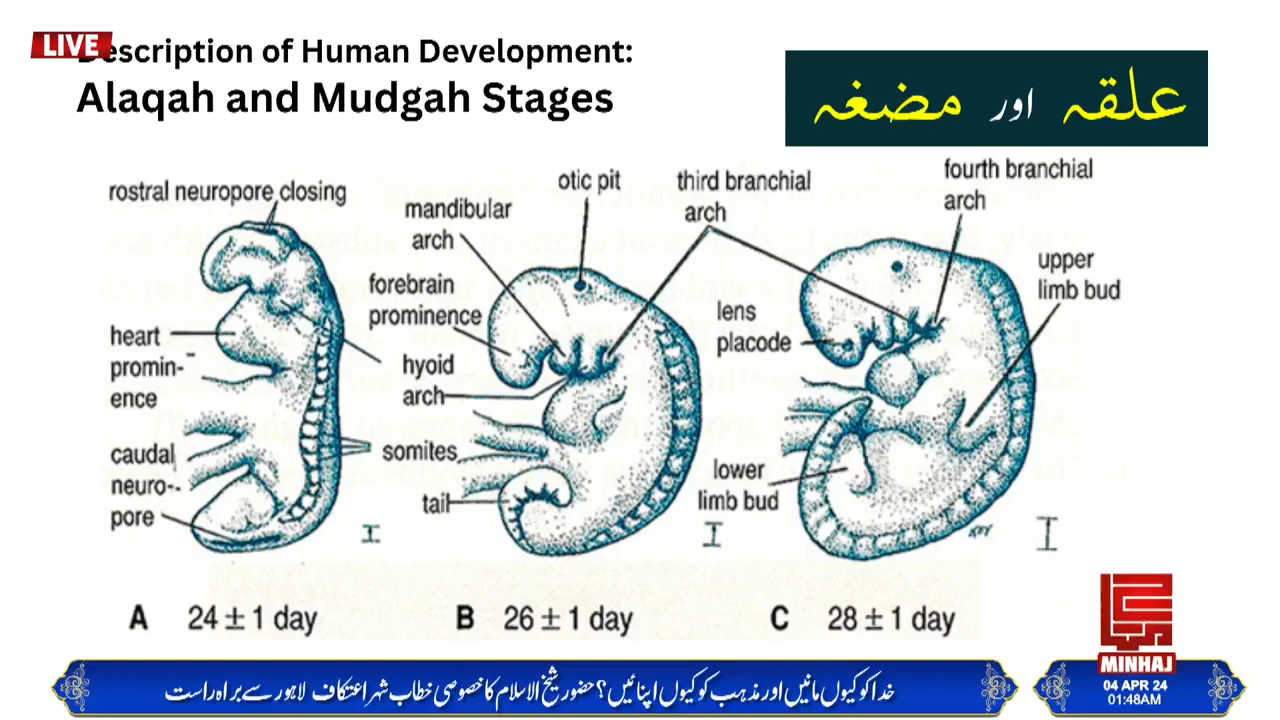 LIVE
escription of Human Development:
Alaqah and Mudgah Stages
علقہ اور مضغہ
rostral neuropore closing
otic pit
third branchial
arch
fourth branchial
arch
mandibular
arch
forebrain
prominence
upper
limb bud
lens
placode
heart
promin-
ence
hyoid
arch
caudal
neuro-
pore
somites
tail
lower
limb bud
A 24 ± 1 day
B 26 ± 1 day
C 28 ± 1 day
MINHAJ
خدا کو کیوں مانیں اور مذہب کو کیوں اپنائیں؟ حضور شیخ الاسلام کا خصوصی خطاب شہر اعتکاف لاہور سے براہ راست
04 APR 24
01:48AM